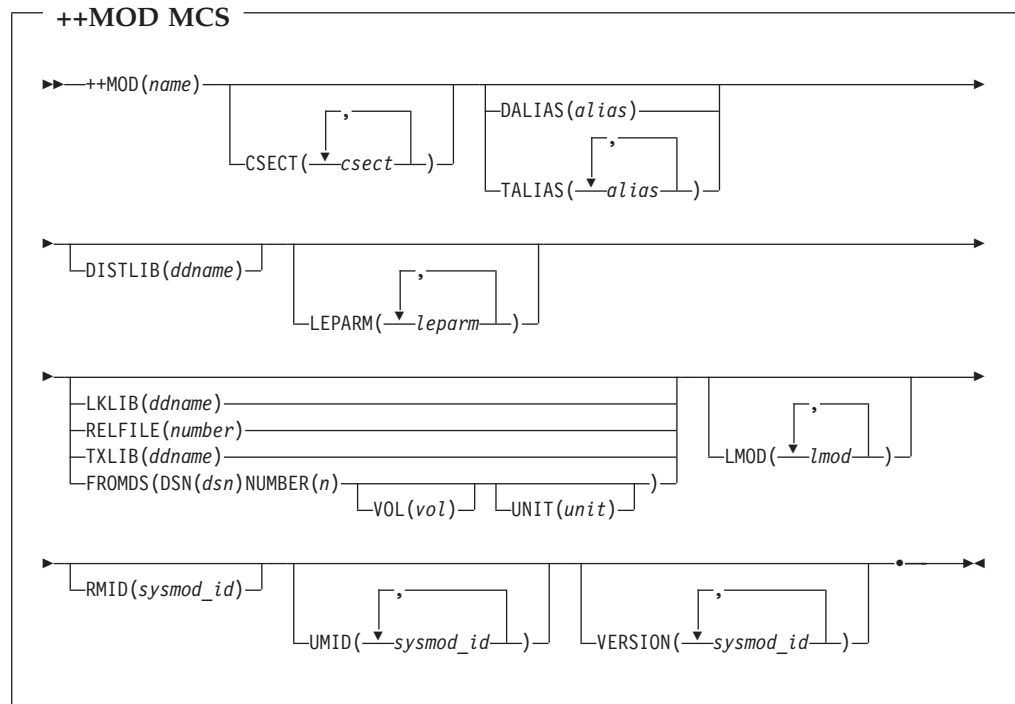 ++MOD MCS
++MOD(name)
CSECT( , csect )
DALIAS(alias)
TALIAS( , alias )
DISTLIB(ddname)
LEPARM( , leparm )
LKLIB(ddname)
RELFILE(number)
TXLIB(ddname)
FROMDS(DSN(dsn)NUMBER(n) VOL(vol) UNIT(unit) )
LMOD( , lmod )
RMID(sysmod_id)
UMID( , sysmod_id )
VERSION( , sysmod_id )
.